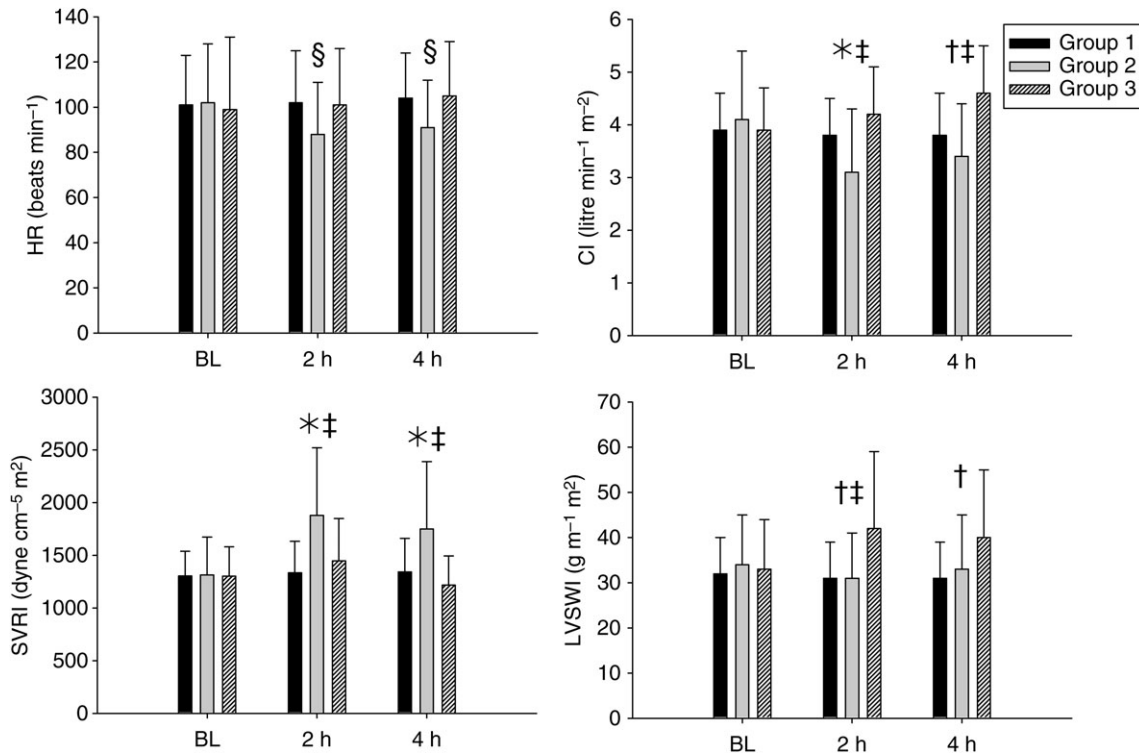 HR (beats min⁻¹)
140
120
100
80
60
40
20
0
§
§
BL
2 h
4 h
CI (litre min⁻¹ m⁻²)
6
5
4
3
2
1
0
*‡
†‡
BL
2 h
4 h
Group 1
Group 2
Group 3
SVRI (dyne cm⁻⁵ m²)
3000
2500
2000
1500
1000
500
0
*‡
*‡
BL
2 h
4 h
LVSWI (g m⁻¹ m²)
70
60
50
40
30
20
10
0
†‡
†
BL
2 h
4 h